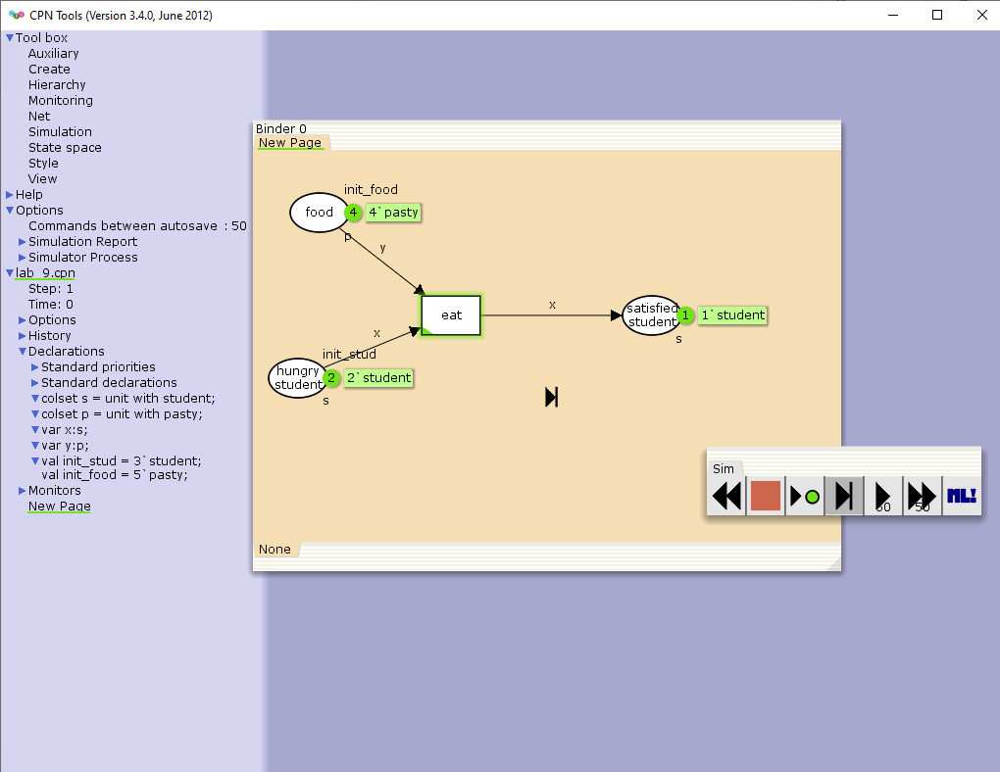 CPN Tools (Version 3.4.0, June 2012)
Tool box
Auxiliary
Create
Hierarchy
Monitoring
Net
Simulation
State space
Style
View
Help
Options
Commands between autosave : 50
Simulation Report
Simulator Process
lab_9.cpn
Step: 1
Time: 0
Options
History
Declarations
Standard priorities
Standard declarations
colset s = unit with student;
colset p = unit with pasty;
var x:s;
var y:p;
val init_stud = 3`student;
val init_food = 5`pasty;
Monitors
New Page
Binder 0
New Page
init_food
food
4
4`pasty
p
y
eat
x
satisfied
student
1
1`student
s
x
init_stud
hungry
student
2
2`student
s
Sim
50
50
ML!
None